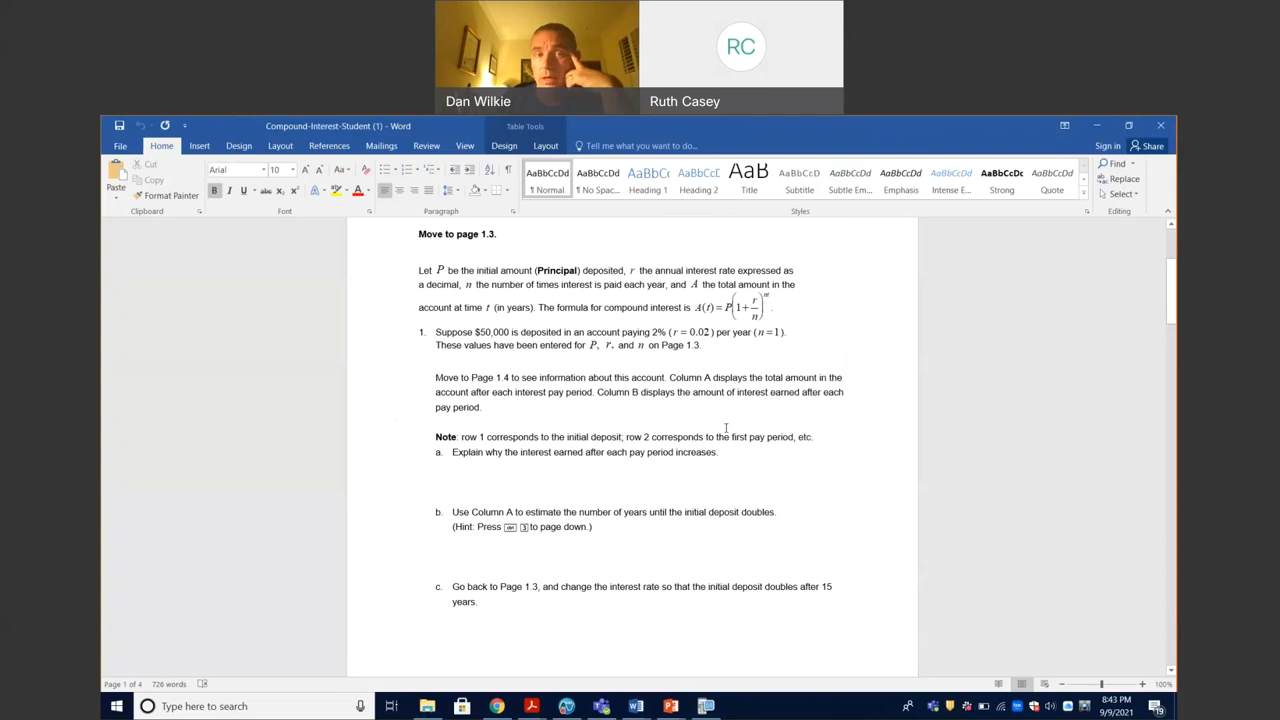 RC
Dan Wilkie
Ruth Casey
Compound-Interest-Student (1) - Word
Table Tools
File Home Insert Design Layout References Mailings Review View Design Layout Tell me what you want to do... Sign in Share
Paste
Cut
Copy
Format Painter
Clipboard
Arial 10
Font
Paragraph
AaBbCcDd AaBbCcDd AaBbCc AaBbCcD AaB AaBbCcD AaBbCcDd AaBbCcDd AaBbCcDd AaBbCcDd AaBbCcDd
¶ Normal ¶ No Spac... Heading 1 Heading 2 Title Subtitle Subtle Em... Emphasis Intense E... Strong Quote
Styles
Find
Replace
Select
Editing
Move to page 1.3.
Let P be the initial amount (Principal) deposited, r the annual interest rate expressed as
a decimal, n the number of times interest is paid each year, and A the total amount in the
account at time t (in years). The formula for compound interest is A(t) = P(1 + r/n)^nt.
1. Suppose $50,000 is deposited in an account paying 2% (r = 0.02) per year (n = 1).
These values have been entered for P, r, and n on Page 1.3.
Move to Page 1.4 to see information about this account. Column A displays the total amount in the
account after each interest pay period. Column B displays the amount of interest earned after each
pay period.
Note: row 1 corresponds to the initial deposit; row 2 corresponds to the first pay period, etc.
a. Explain why the interest earned after each pay period increases.
b. Use Column A to estimate the number of years until the initial deposit doubles.
(Hint: Press ctrl 3 to page down.)
c. Go back to Page 1.3, and change the interest rate so that the initial deposit doubles after 15
years.
Page 1 of 4 726 words 100%
Type here to search
8:43 PM
9/9/2021
19